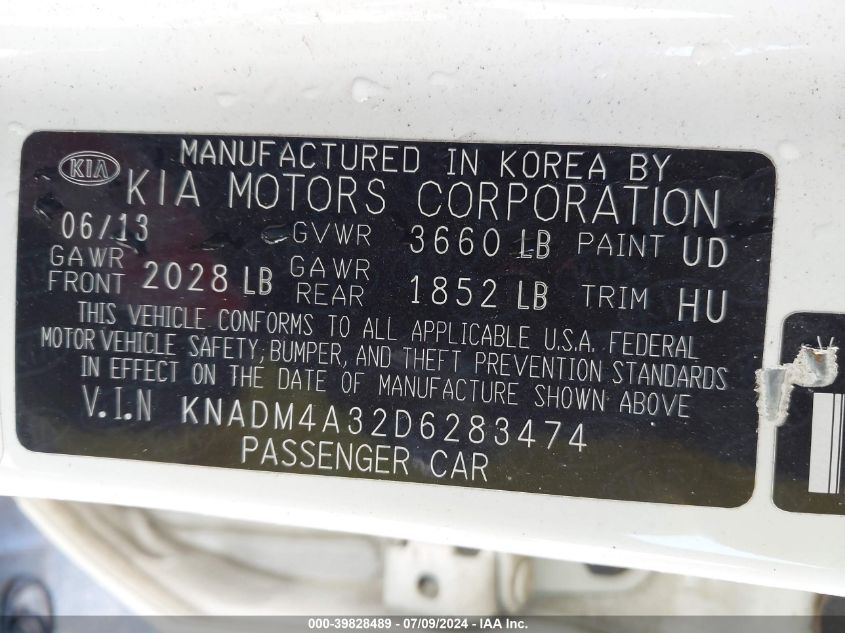 KIA
MANUFACTURED IN KOREA BY
KIA MOTORS CORPORATION
06/13 GVWR 3660 LB PAINT UD
GAWR FRONT 2028 LB GAWR REAR 1852 LB TRIM HU
THIS VEHICLE CONFORMS TO ALL APPLICABLE U.S.A. FEDERAL
MOTOR VEHICLE SAFETY, BUMPER, AND THEFT PREVENTION STANDARDS
IN EFFECT ON THE DATE OF MANUFACTURE SHOWN ABOVE
V.I.N KNADM4A32D6283474
PASSENGER CAR
000-39828489 - 07/09/2024 - IAA Inc.